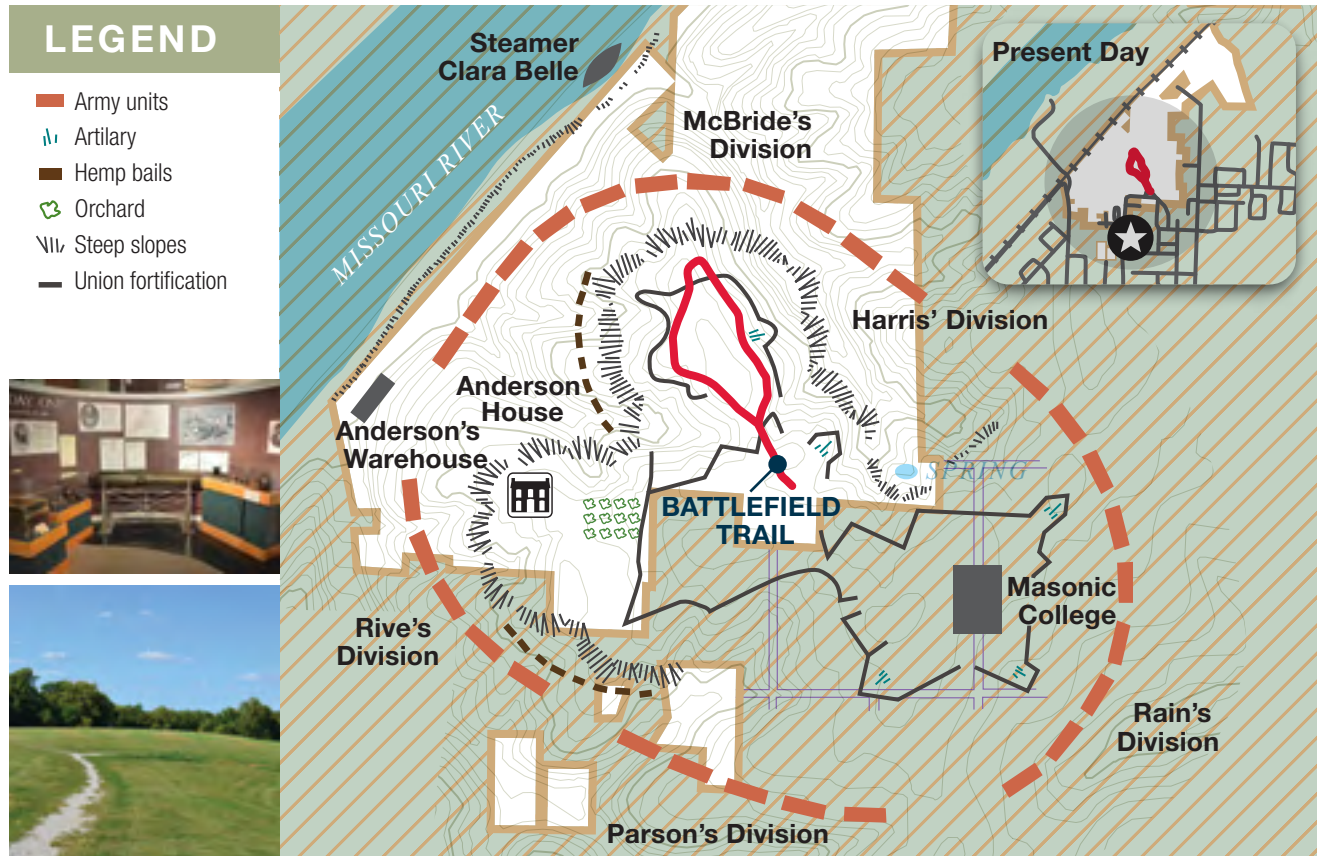 LEGEND
Army units
Artilary
Hemp bails
Orchard
Steep slopes
Union fortification
Steamer
Clara Belle
MISSOURI RIVER
McBride's
Division
Present Day
Harris' Division
Anderson
House
Anderson's
Warehouse
SPRING
BATTLEFIELD
TRAIL
Masonic
College
Rive's
Division
Rain's
Division
Parson's Division